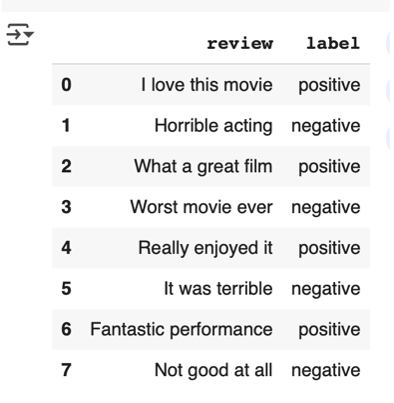 review label
0 I love this movie positive
1 Horrible acting negative
2 What a great film positive
3 Worst movie ever negative
4 Really enjoyed it positive
5 It was terrible negative
6 Fantastic performance positive
7 Not good at all negative